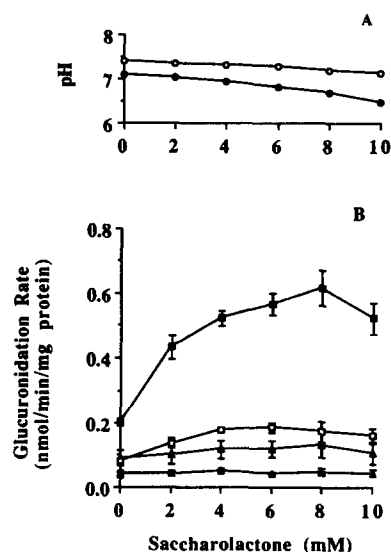 A
8
7
6
pH
0 2 4 6 8 10
B
0.8
0.6
0.4
0.2
0.0
Glucuronidation Rate
(nmol/min/mg protein)
0 2 4 6 8 10
Saccharolactone (mM)